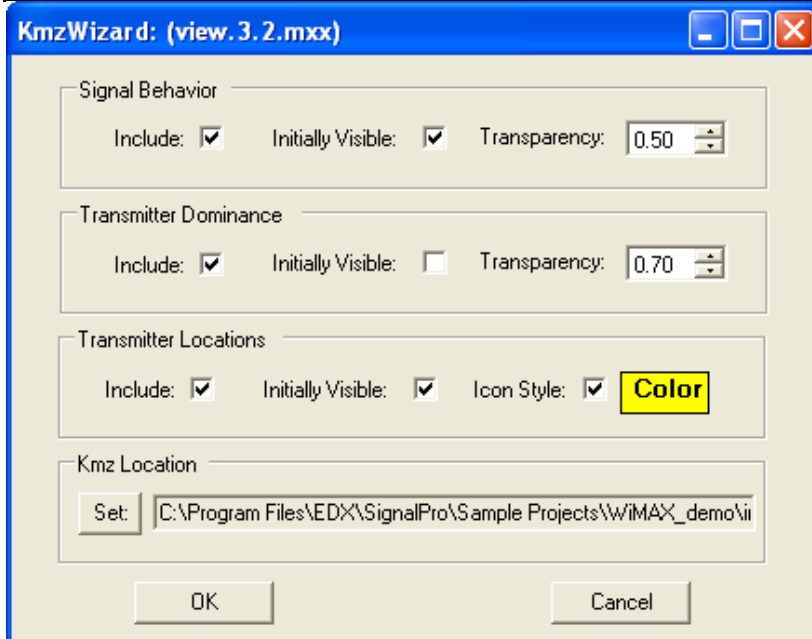 KmzWizard: (view.3.2.mxx)
Signal Behavior
Include: Initially Visible: Transparency: 0.50
Transmitter Dominance
Include: Initially Visible: Transparency: 0.70
Transmitter Locations
Include: Initially Visible: Icon Style: Color
Kmz Location
Set: C:\Program Files\EDX\SignalPro\Sample Projects\WiMAX_demo\
OK Cancel